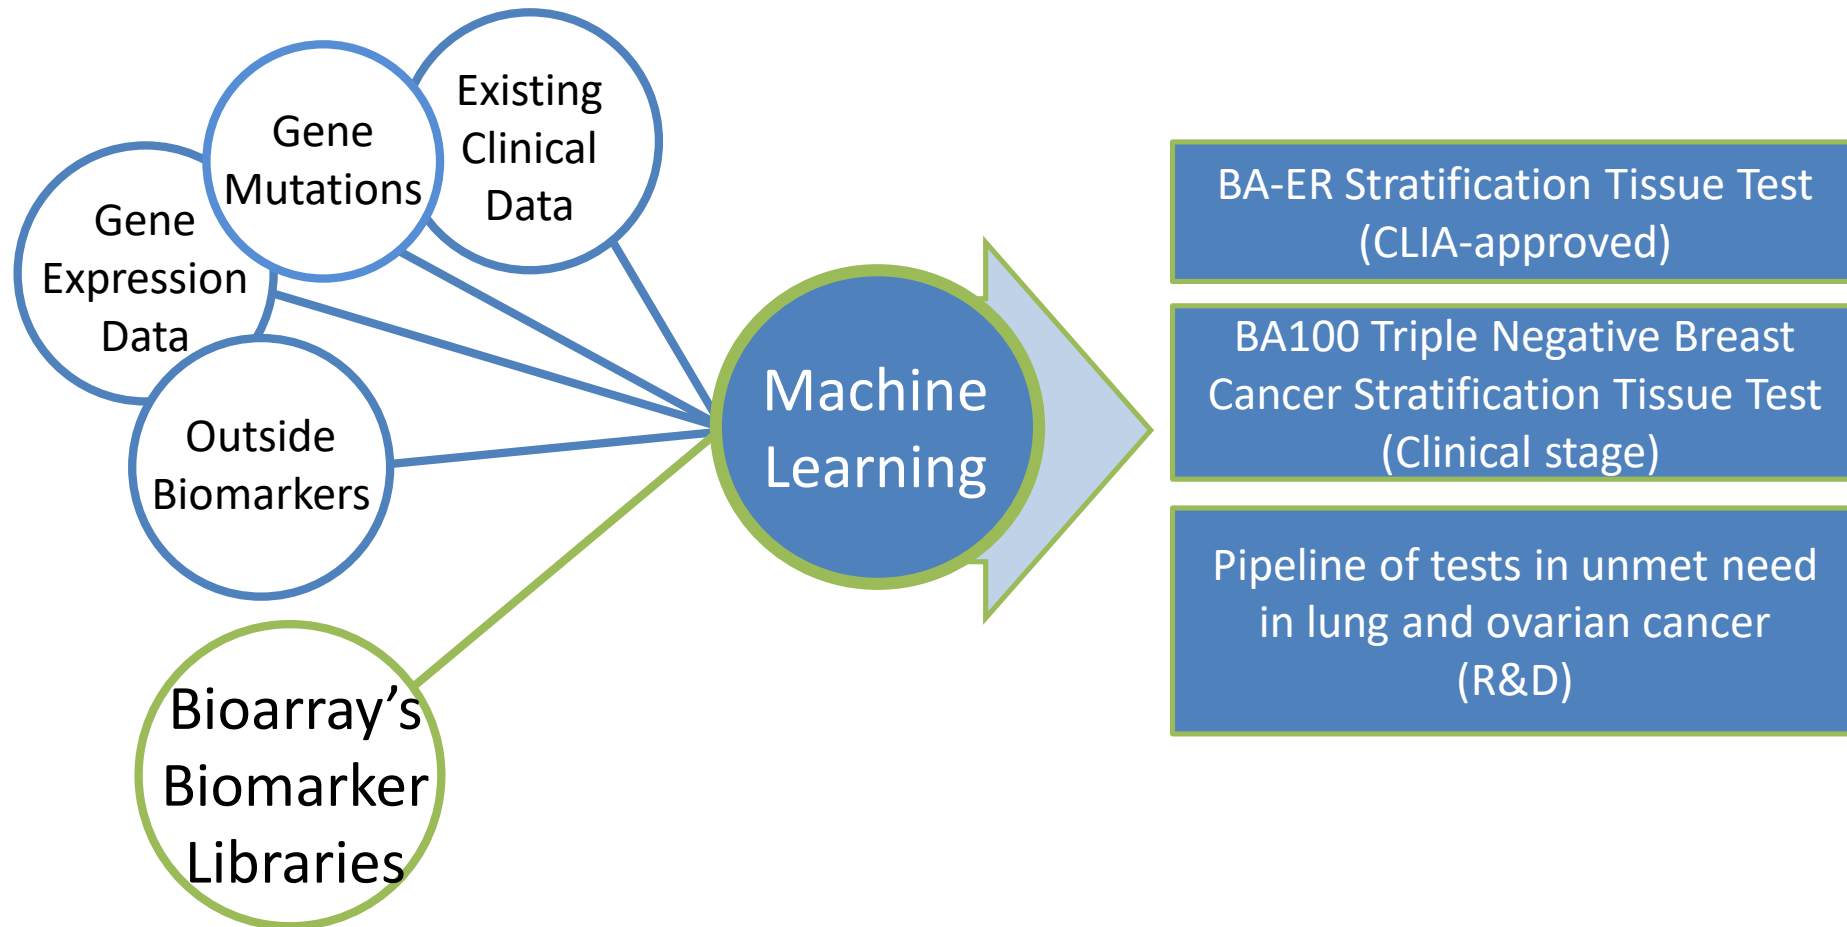 Existing
Clinical
Data
Gene
Mutations
Gene
Expression
Data
Outside
Biomarkers
Bioarray’s
Biomarker
Libraries
Machine
Learning
BA-ER Stratification Tissue Test
(CLIA-approved)
BA100 Triple Negative Breast
Cancer Stratification Tissue Test
(Clinical stage)
Pipeline of tests in unmet need
in lung and ovarian cancer
(R&D)